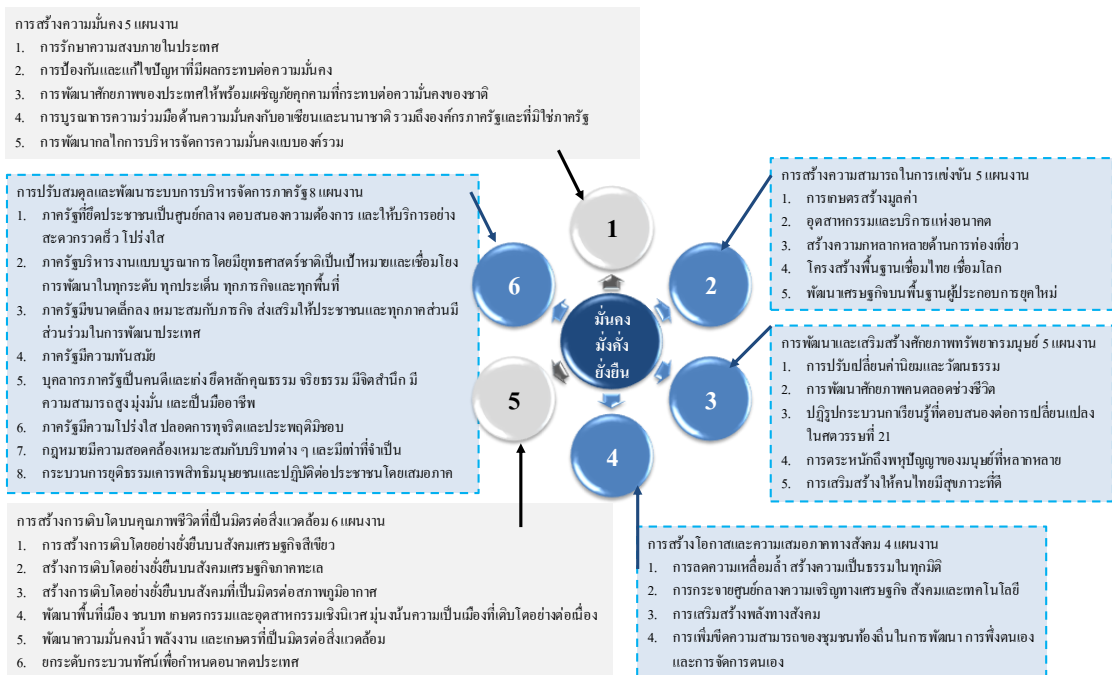 การสร้างความมั่นคง 5 แผนงาน
1. การรักษาความสงบภายในประเทศ
2. การป้องกันและแก้ไขปัญหาที่มีผลกระทบต่อความมั่นคง
3. การพัฒนาศักยภาพของประเทศให้พร้อมเผชิญภัยคุกคามที่กระทบต่อความั่นคงของชาติ
4. การบูรณาการความร่วมมือด้านความมั่นคงกับอาเซียนและนานาชาติ รวมถึงองค์กรภาครัฐและที่มิใช่ภาครัฐ
5. การพัฒนากลไกการบริหารจัดการความมั่นคงแบบองค์รวม
การปรับสมดุลและพัฒนาระบบการบริหารจัดการภาครัฐ 8 แผนงาน
1. ภาครัฐที่ยึดประชาชนเป็นศูนย์กลาง ตอบสนองความต้องการ และให้บริการอย่าง
สะดวกรวดเร็ว โปร่งใส
2. ภาครัฐบริหารงานแบบบูรณาการ โดยมียุทธศาสตร์ชาติเป็นเป้าหมายและเชื่อมโยง
การพัฒนาในทุกระดับ ทุกประเด็น ทุกภารกิจและทุกพื้นที่
3. ภาครัฐมีขนาดเล็กลง เหมาะสมกับภารกิจ ส่งเสริมให้ประชาชนและทุกภาคส่วนมี
ส่วนร่วมในการพัฒนาประเทศ
4. ภาครัฐมีความทันสมัย
5. บุคลากรภาครัฐเป็นคนดีและเก่ง ยึดหลักคุณธรรม จริยธรรม มีจิตสำนึก มี
ความสามารถสูง มุ่งมั่น และเป็นมืออาชีพ
6. ภาครัฐมีความโปร่งใส ปลอดการทุจริตและประพฤติมิชอบ
7. กฎหมายมีความสอดคล้องเหมาะสมกับบริบทต่าง ๆ และมีเท่าที่จำเป็น
8. กระบวนการยุติธรรมเคารพสิทธิมนุษยชนและปฏิบัติต่อประชาชนโดยเสมอภาค
การสร้างการเติบโตบนคุณภาพชีวิตที่เป็นมิตรต่อสิ่งแวดล้อม 6 แผนงาน
1. การสร้างการเติบโตอย่างยั่งยืนบนสังคมเศรษฐกิจสีเขียว
2. สร้างการเติบโตอย่างยั่งยืนบนสังคมเศรษฐกิจภาคทะเล
3. สร้างการเติบโตอย่างยั่งยืนบนสังคมที่เป็นมิตรต่อสภาพภูมิอากาศ
4. พัฒนาพื้นที่เมือง ชนบท เกษตรกรรมและอุตสาหกรรมเชิงนิเวศ มุ่นงน้นความเป็นเมืองที่เติบโตอย่างต่อเนื่อง
5. พัฒนาความมั่นคงน้ำ พลังงาน และเกษตรที่เป็นมิตรต่อสิ่งแวดล้อม
6. ยกระดับกระบวนทัศน์เพื่อกำหนดอนาคตประเทศ
1
2
3
4
5
6
มั่นคง
มั่งคั่ง
ยั่งยืน
การสร้างความสามารถในการแข่งขัน 5 แผนงาน
1. การเกษตรสร้างมูลค่า
2. อุตสาหกรรมและบริการแห่งอนาคต
3. สร้างความกหลากหลายด้านการท่องเที่ยว
4. โครงสร้างพื้นฐานเชื่อมไทย เชื่อมโลก
5. พัฒนาเศรษฐกิจบนพื้นฐานผู้ประกอบการยุคใหม่
การพัฒนาและเสริมสร้างศักยภาพทรัพยากรมนุษย์ 5 แผนงาน
1. การปรับเปลี่ยนค่านิยมและวัฒนธรรม
2. การพัฒนาศักยภาพคนตลอดช่วงชีวิต
3. ปฏิรูปกระบวนกาเรียนรู้ที่ตอบสนองต่อการเปลี่ยนแปลง
ในศตวรรษที่ 21
4. การตระหนักถึงพหุปัญญาของมนุษย์ที่หลากหลาย
5. การเสริมสร้างให้คนไทยมีสุขภาวะที่ดี
การสร้างโอกาสและความเสมอภาคทางสังคม 4 แผนงาน
1. การลดความเหลื่อมล้ำ สร้างความเป็นธรรมในทุกมิติ
2. การกระจายศูนย์กลางความเจริญทางเศรษฐกิจ สังคมและเทคโนโลยี
3. การเสริมสร้างพลังทางสังคม
4. การเพิ่มขีดความสามารถของชุมชนท้องถิ่นในการพัฒนา การพึ่งตนเอง
และการจัดการตนเอง